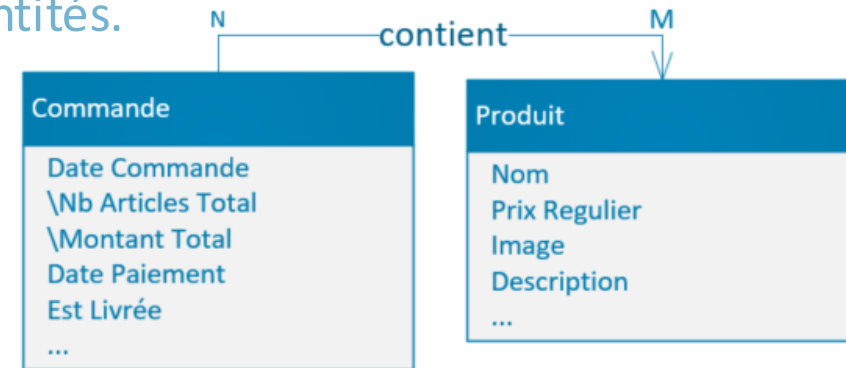 ntités.
N
contient
M
Commande
Date Commande
\Nb Articles Total
\Montant Total
Date Paiement
Est Livrée
...
Produit
Nom
Prix Regulier
Image
Description
...